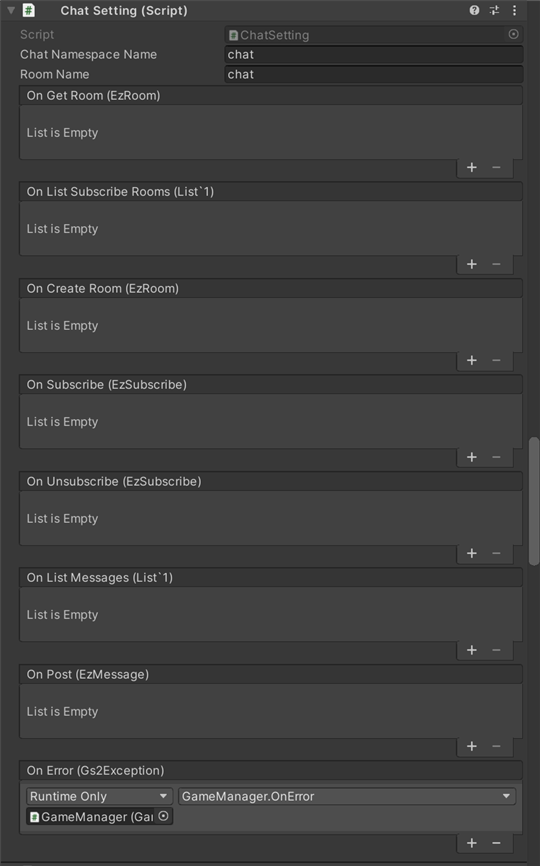 Chat Setting (Script)
Script ChatSetting
Chat Namespace Name chat
Room Name chat
On Get Room (EzRoom)
List is Empty
On List Subscribe Rooms (List`1)
List is Empty
On Create Room (EzRoom)
List is Empty
On Subscribe (EzSubscribe)
List is Empty
On Unsubscribe (EzSubscribe)
List is Empty
On List Messages (List`1)
List is Empty
On Post (EzMessage)
List is Empty
On Error (Gs2Exception)
Runtime Only GameManager.OnError
GameManager (Gai